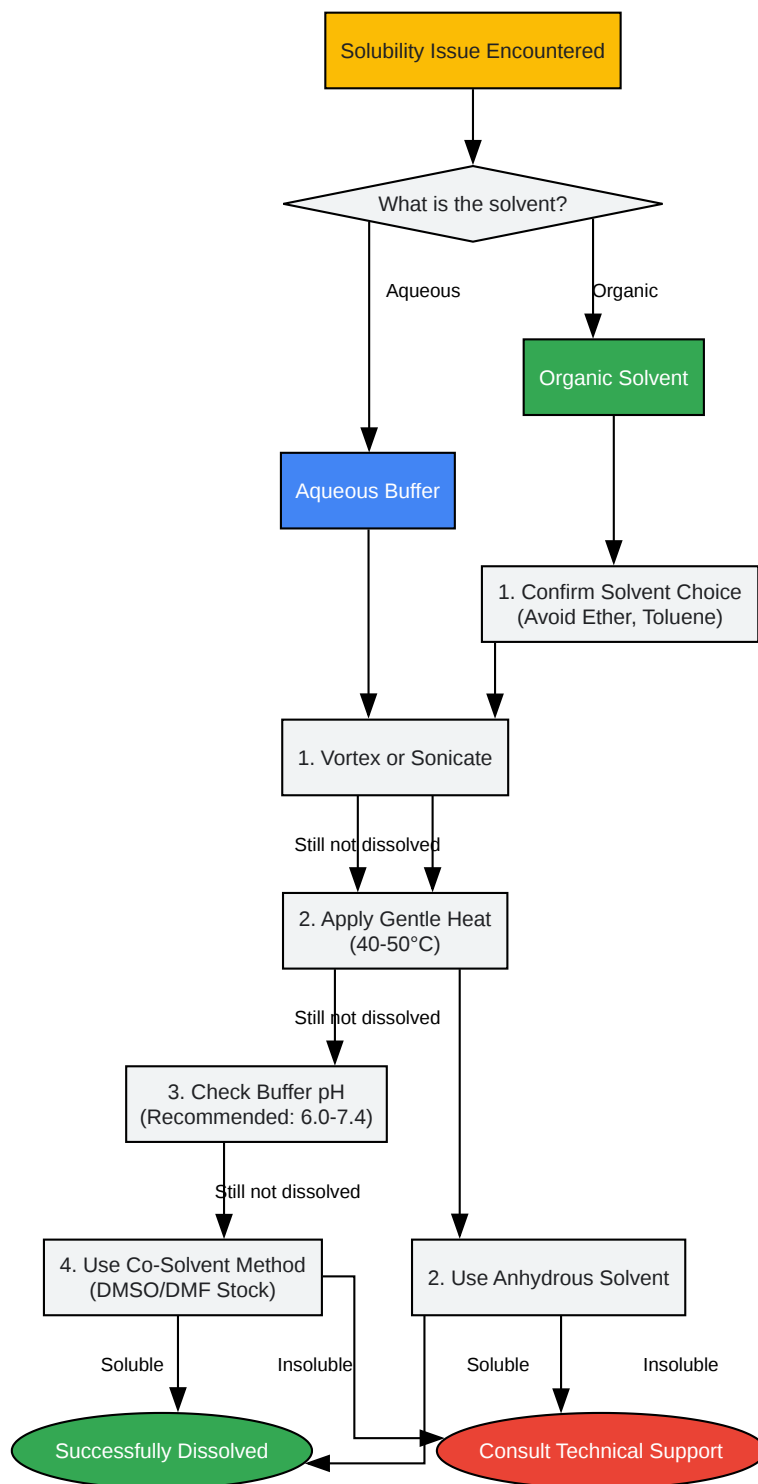 Solubility Issue Encountered
What is the solvent?
Aqueous
Organic
Organic Solvent
Aqueous Buffer
1. Confirm Solvent Choice
(Avoid Ether, Toluene)
1. Vortex or Sonicate
Still not dissolved
2. Apply Gentle Heat
(40-50°C)
Still not dissolved
3. Check Buffer pH
(Recommended: 6.0-7.4)
Still not dissolved
4. Use Co-Solvent Method
(DMSO/DMF Stock)
2. Use Anhydrous Solvent
Soluble
Insoluble
Soluble
Insoluble
Successfully Dissolved
Consult Technical Support